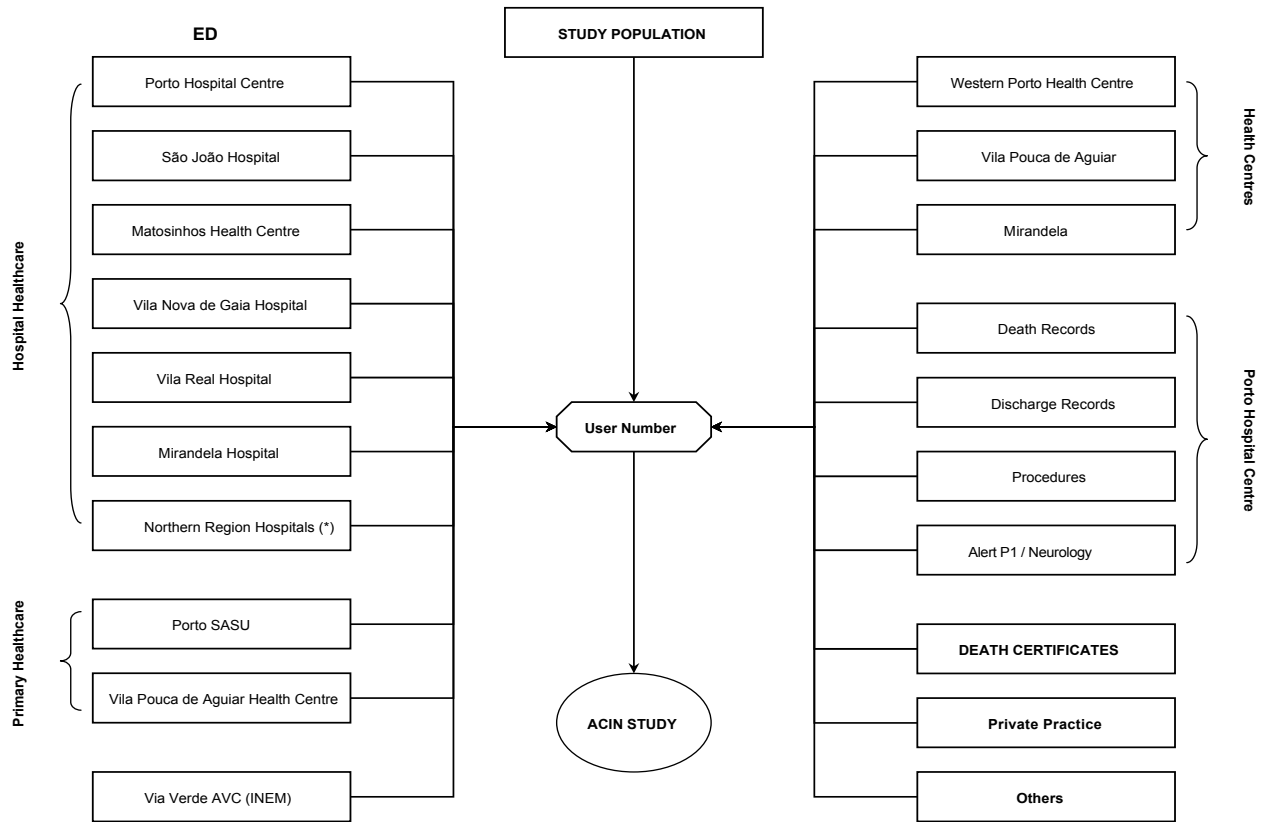 ED
STUDY POPULATION
Hospital Healthcare
Porto Hospital Centre
São João Hospital
Matosinhos Health Centre
Vila Nova de Gaia Hospital
Vila Real Hospital
Mirandela Hospital
Northern Region Hospitals (*)
Primary Healthcare
Porto SASU
Vila Pouca de Aguiar Health Centre
Via Verde AVC (INEM)
User Number
ACIN STUDY
Western Porto Health Centre
Vila Pouca de Aguiar
Mirandela
Health Centres
Death Records
Discharge Records
Procedures
Alert P1 / Neurology
Porto Hospital Centre
DEATH CERTIFICATES
Private Practice
Others